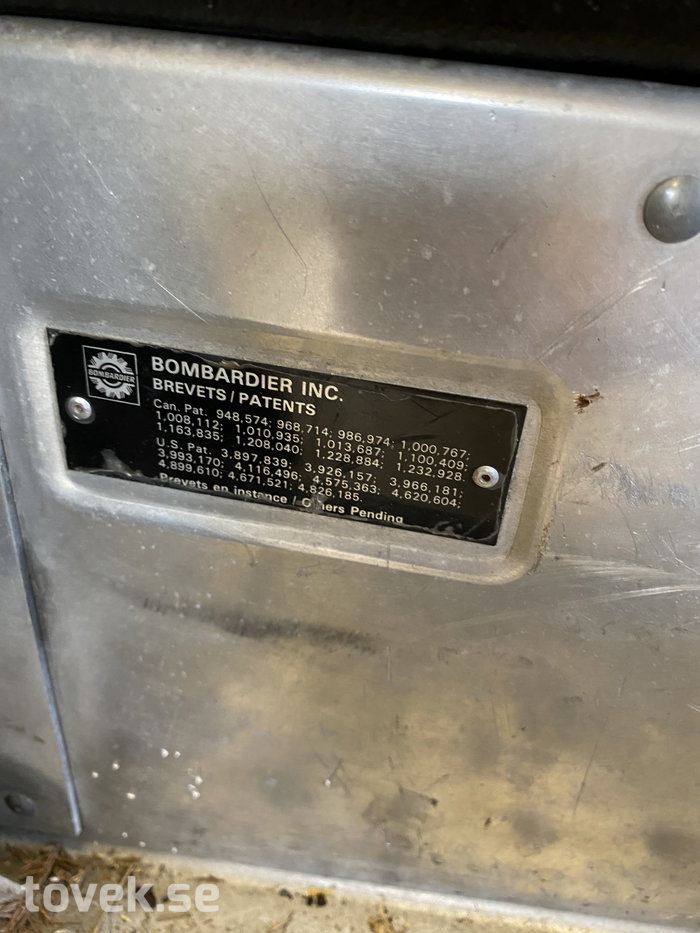 BOMBARDIER
BOMBARDIER INC.
BREVETS/PATENTS
Can. Pat. 948,574; 968,714; 986,974; 1.000,767;
1,008,112; 1,010,935; 1,013,687; 1,100,409;
1.163,835; 1,208,040; 1,228,884; 1,232,928.
U.S. Pat. 3,897,839; 3,926,157; 3,966,181;
3,993,170; 4,116,496; 4,575,363; 4,620,604;
4,899,610; 4,671,521; 4,826,185.
Brevets en instance / Others Pending
tovek.se